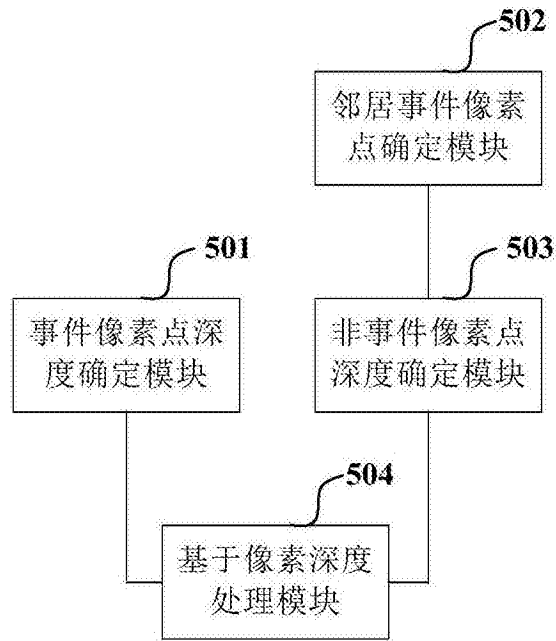 502
邻居事件像素
点确定模块
501
503
事件像素点深
度确定模块
非事件像素点
深度确定模块
504
基于像素深度
处理模块